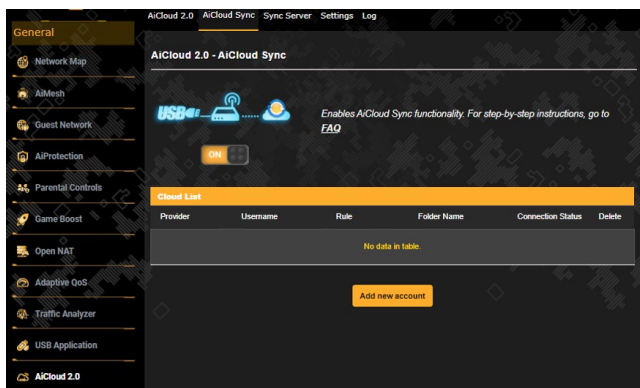 AiCloud 2.0 AiCloud Sync Sync Server Settings Log
General
Network Map
AiMesh
Guest Network
AiProtection
Parental Controls
Game Boost
Open NAT
Adaptive QoS
Traffic Analyzer
USB Application
AiCloud 2.0
AiCloud 2.0 - AiCloud Sync
USB
Enables AiCloud Sync functionality. For step-by-step instructions, go to
FAQ
ON
Cloud List
Provider Username Rule Folder Name Connection Status Delete
No data in table.
Add new account